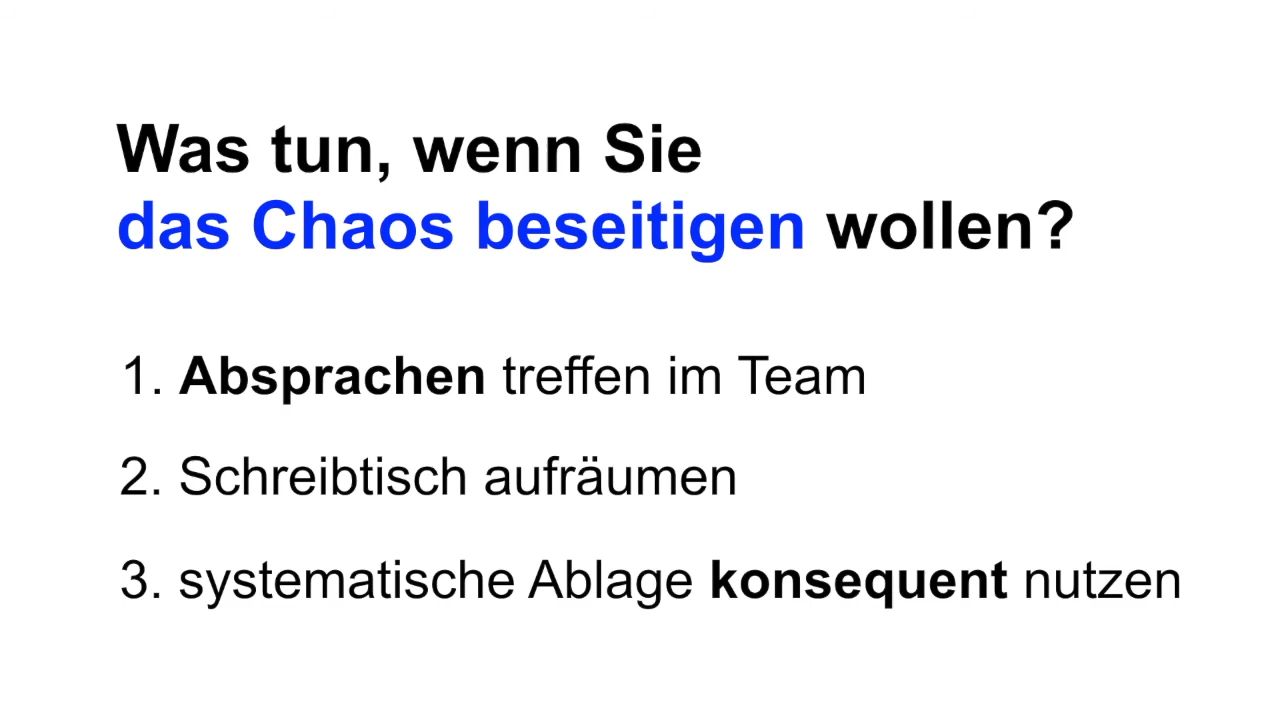 Was tun, wenn Sie
das Chaos beseitigen wollen?
1. Absprachen treffen im Team
2. Schreibtisch aufräumen
3. systematische Ablage konsequent nutzen